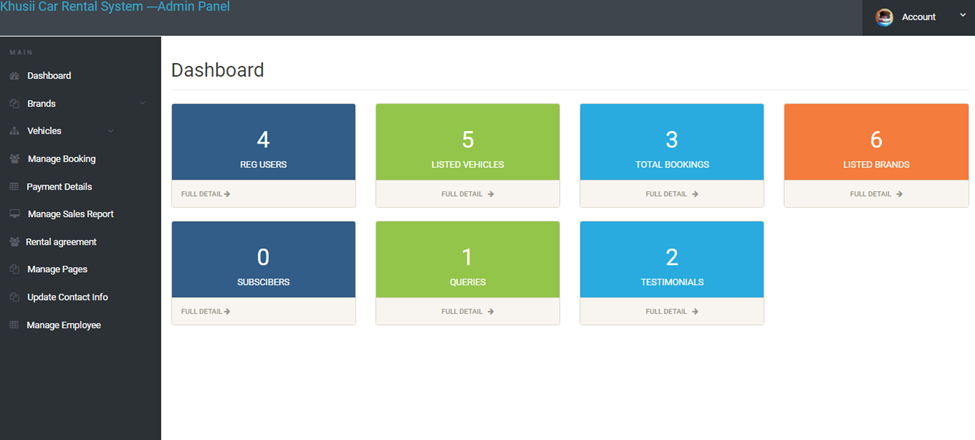 Khusii Car Rental System ---Admin Panel
Account
MAIN
Dashboard
Brands
Vehicles
Manage Booking
Payment Details
Manage Sales Report
Rental agreement
Manage Pages
Update Contact Info
Manage Employee
Dashboard
4
REG USERS
FULL DETAIL
5
LISTED VEHICLES
FULL DETAIL
3
TOTAL BOOKINGS
FULL DETAIL
6
LISTED BRANDS
FULL DETAIL
0
SUBSCIBERS
FULL DETAIL
1
QUERIES
FULL DETAIL
2
TESTIMONIALS
FULL DETAIL